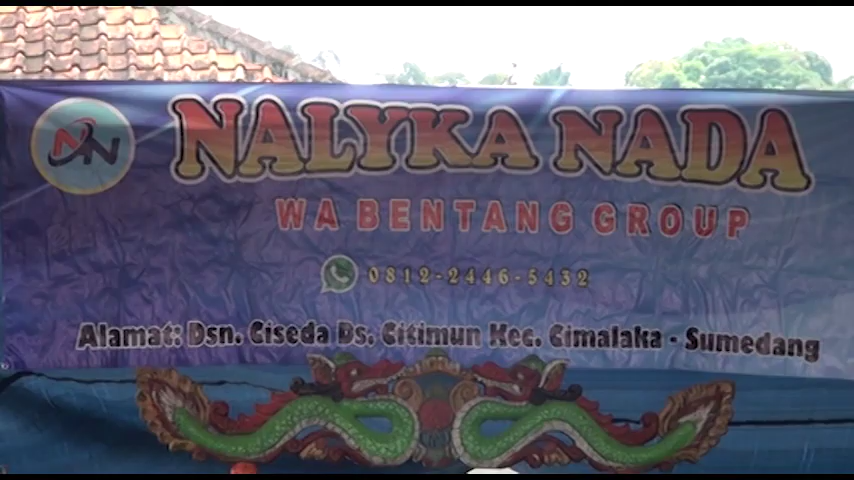 NN
NALYKA NADA
WA BENTANG GROUP
0812-2446-5432
Alamat: Dsn. Ciseda Ds. Citimun Kec. Cimalaka - Sumedang